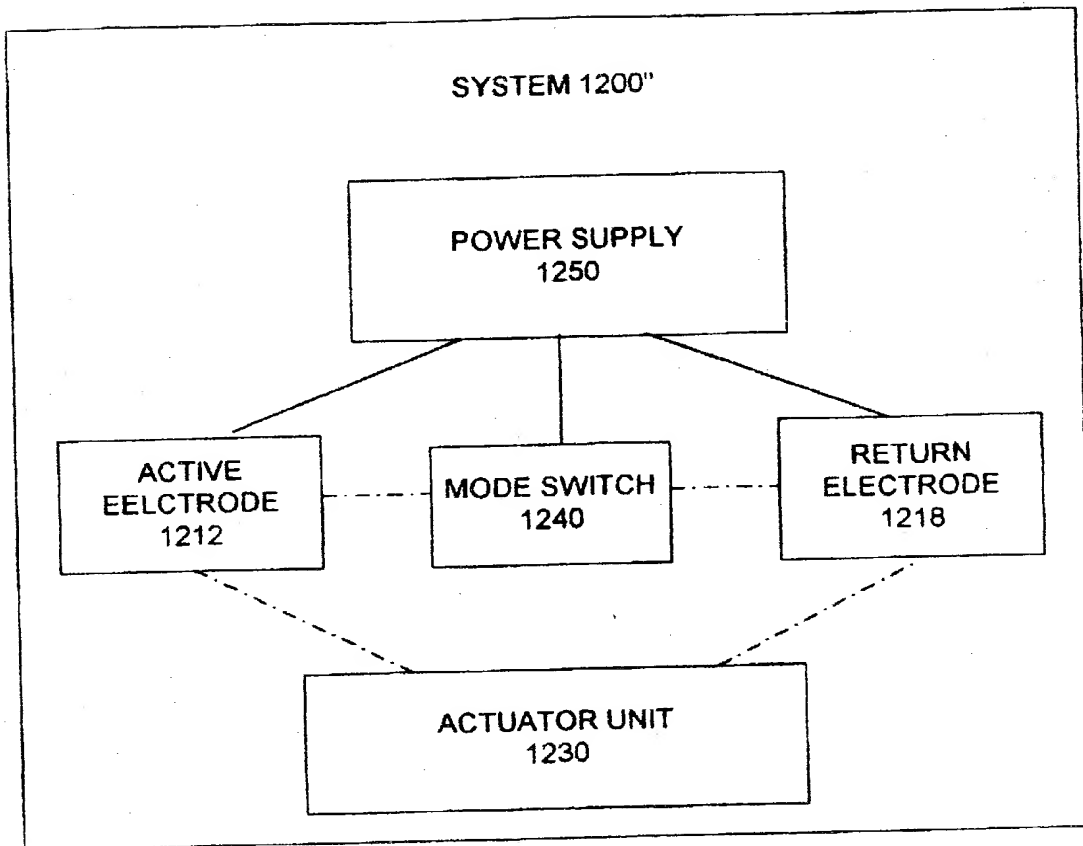 SYSTEM 1200"
POWER SUPPLY
1250
ACTIVE
EELCTRODE
1212
MODE SWITCH
1240
RETURN
ELECTRODE
1218
ACTUATOR UNIT
1230